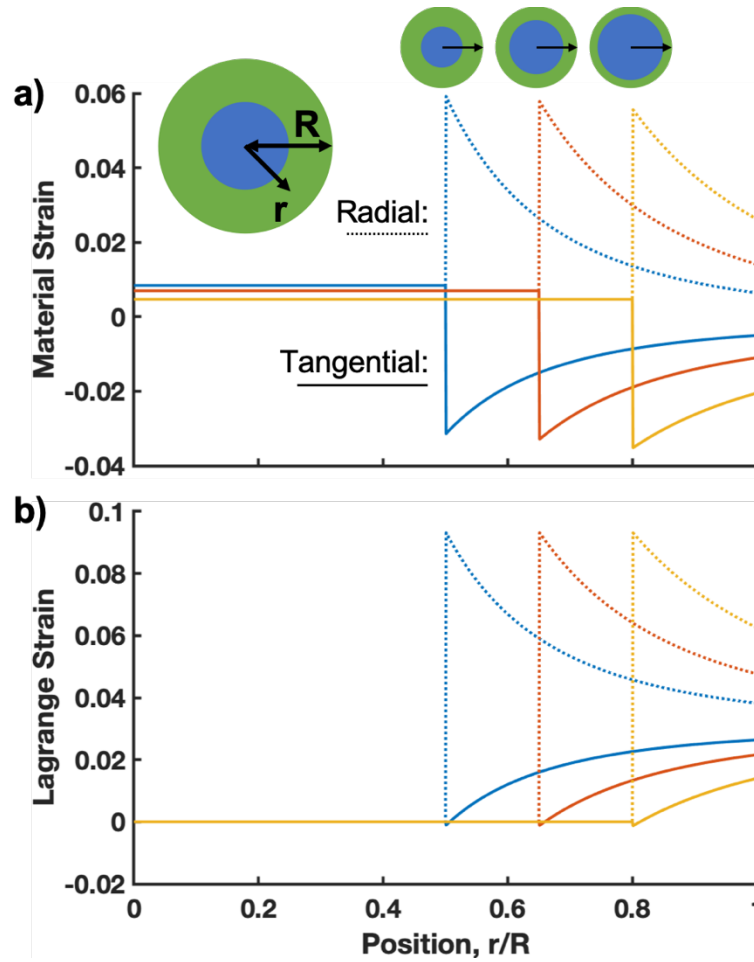 a)
R
r
Radial:
Tangential:
Material Strain
0.06
0.04
0.02
0
-0.02
-0.04
b)
Lagrange Strain
0.1
0.08
0.06
0.04
0.02
0
-0.02
0 0.2 0.4 0.6 0.8 1
Position, r/R